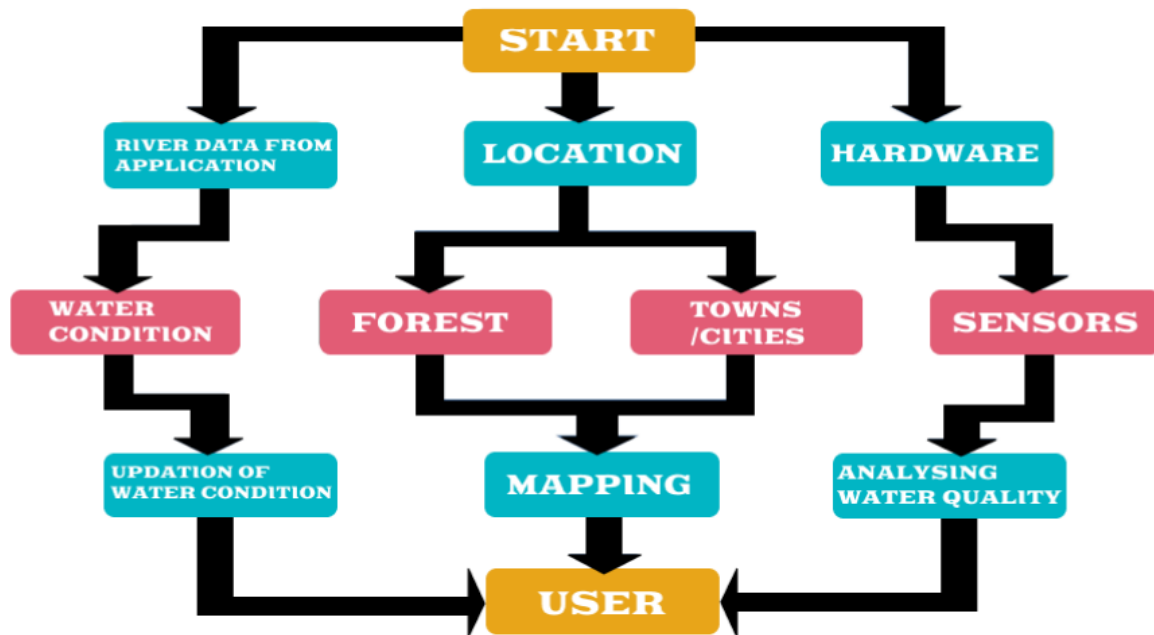 START
RIVER DATA FROM
APPLICATION
LOCATION
HARDWARE
WATER
CONDITION
FOREST
TOWNS
/CITIES
SENSORS
UPDATION OF
WATER CONDITION
MAPPING
ANALYSING
WATER QUALITY
USER